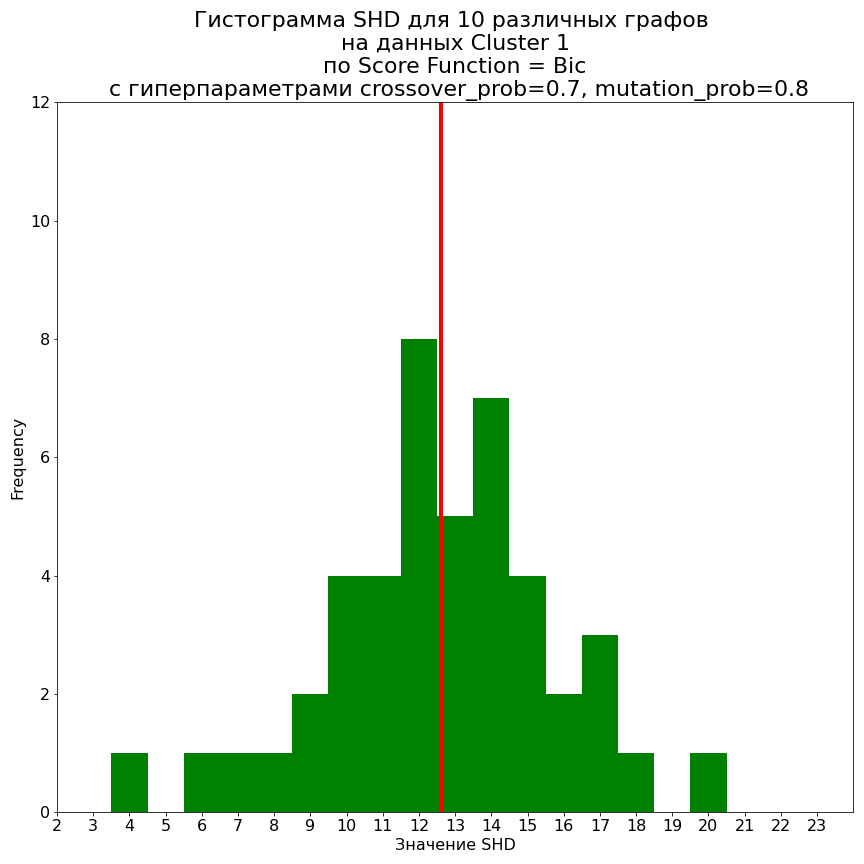 Гистограмма SHD для 10 различных графов
на данных Cluster 1
по Score Function = Bic
с гиперпараметрами crossover_prob=0.7, mutation_prob=0.8
12
10
8
6
4
2
0
Frequency
2 3 4 5 6 7 8 9 10 11 12 13 14 15 16 17 18 19 20 21 22 23
Значение SHD